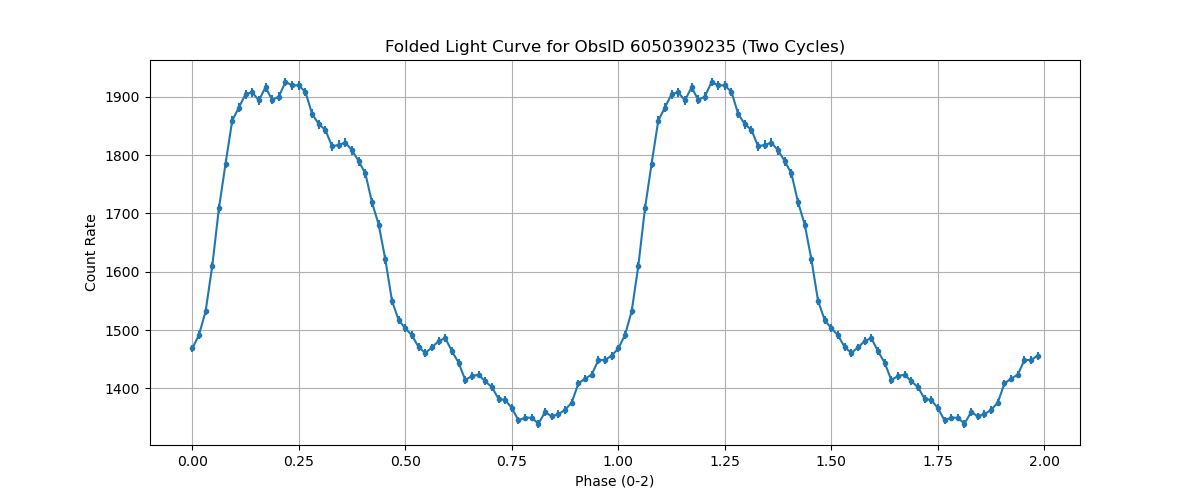 Folded Light Curve for ObsID 6050390235 (Two Cycles)
Count Rate
1900
1800
1700
1600
1500
1400
0.00 0.25 0.50 0.75 1.00 1.25 1.50 1.75 2.00
Phase (0-2)